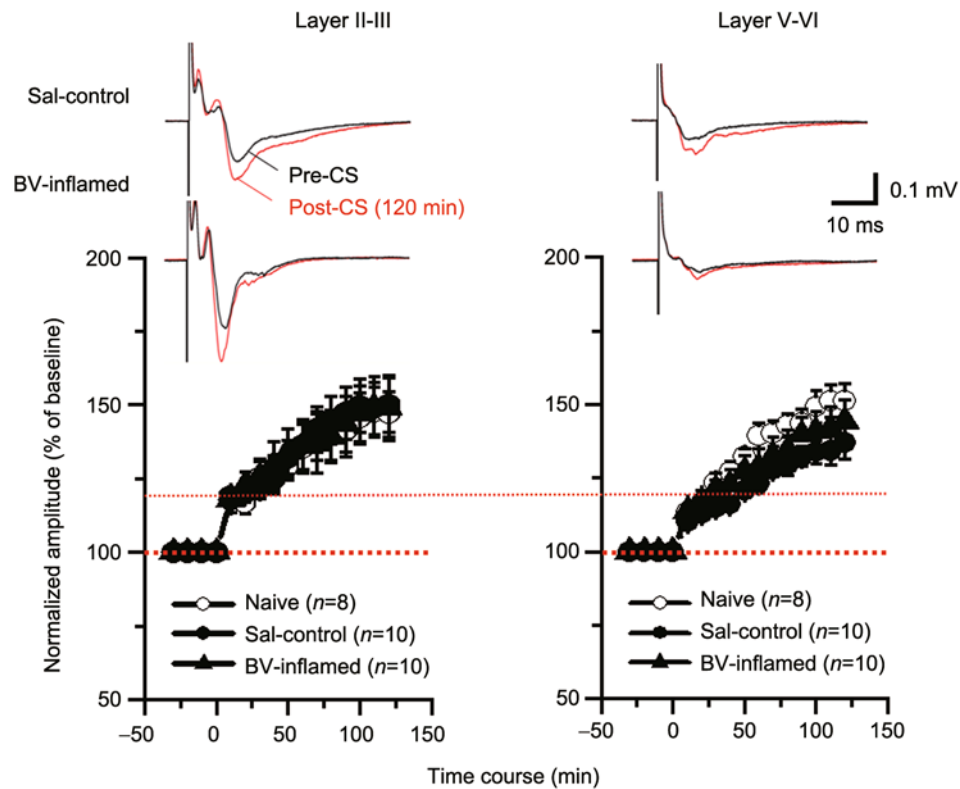 Layer II-III
Layer V-VI
Sal-control
BV-inflamed
Pre-CS
Post-CS (120 min)
0.1 mV
10 ms
Normalized amplitude (% of baseline)
200
150
100
50
Naive (n=8)
Sal-control (n=10)
BV-inflamed (n=10)
–50
0
50
100
150
200
150
100
50
Naive (n=8)
Sal-control (n=10)
BV-inflamed (n=10)
–50
0
50
100
150
Time course (min)